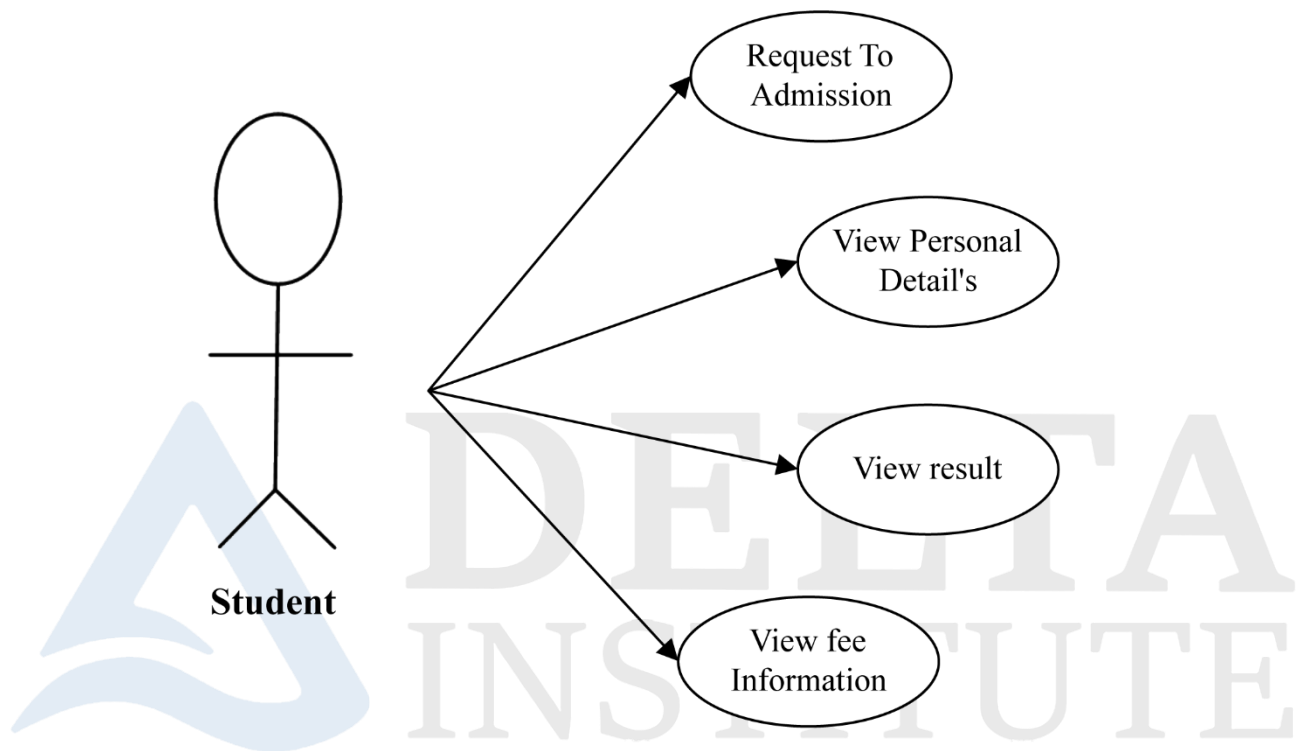 Request To
Admission
View Personal
Detail's
View result
View fee
Information
Student
DELTA
INSTITUTE